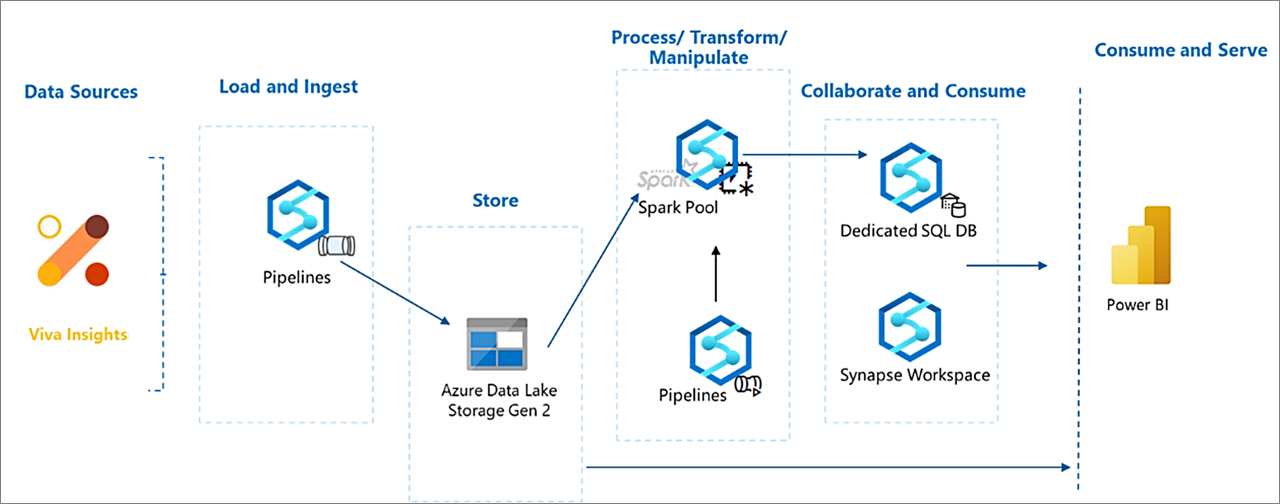 Data Sources
Viva Insights
Load and Ingest
Pipelines
Store
Azure Data Lake
Storage Gen 2
Process/ Transform/
Manipulate
APACHE
Spark
Spark Pool
Pipelines
Collaborate and Consume
Dedicated SQL DB
Synapse Workspace
Consume and Serve
Power BI